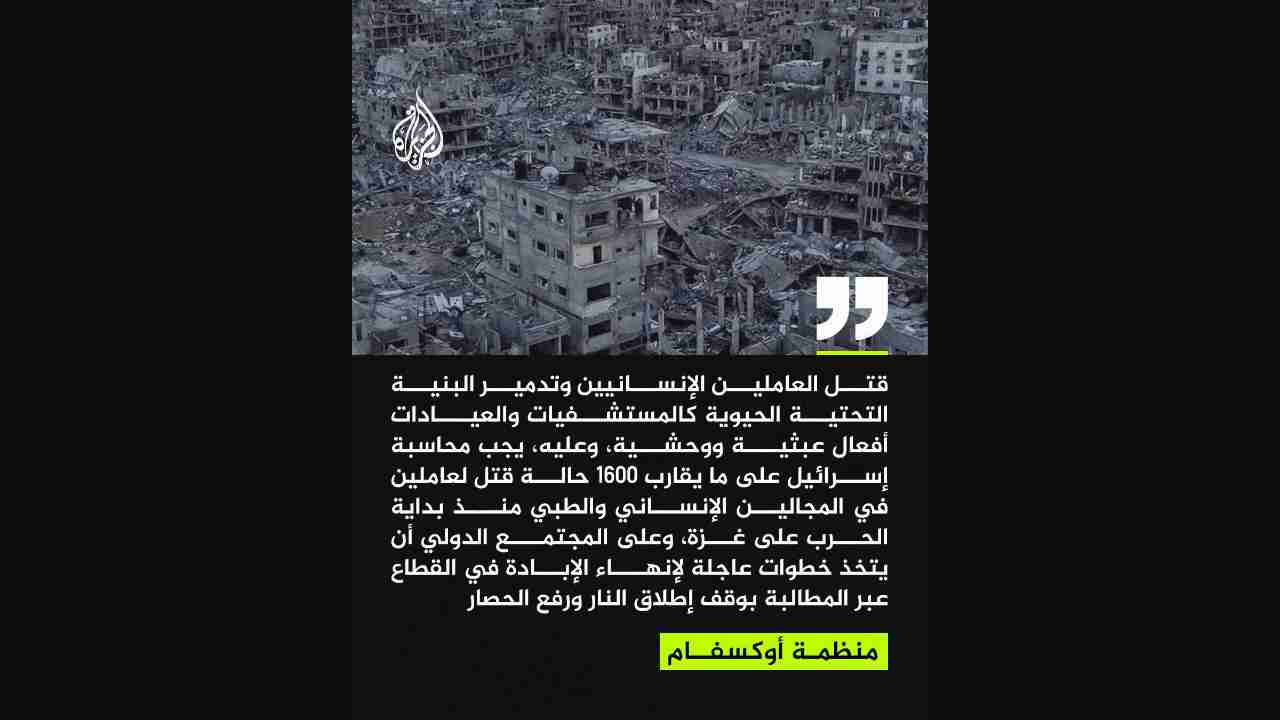 الجزيرة
قتل العاملين الإنسانيين وتدمير البنية
التحتية الحيوية كالمستشفيات والعيادات
أفعال عبثية ووحشية، وعليه، يجب محاسبة
إسرائيل على ما يقارب 1600 حالة قتل لعاملين
في المجالين الإنساني والطبي منذ بداية
الحرب على غزة، وعلى المجتمع الدولي أن
يتخذ خطوات عاجلة لإنهاء الإبادة في القطاع
عبر المطالبة بوقف إطلاق النار ورفع الحصار
منظمة أوكسفام